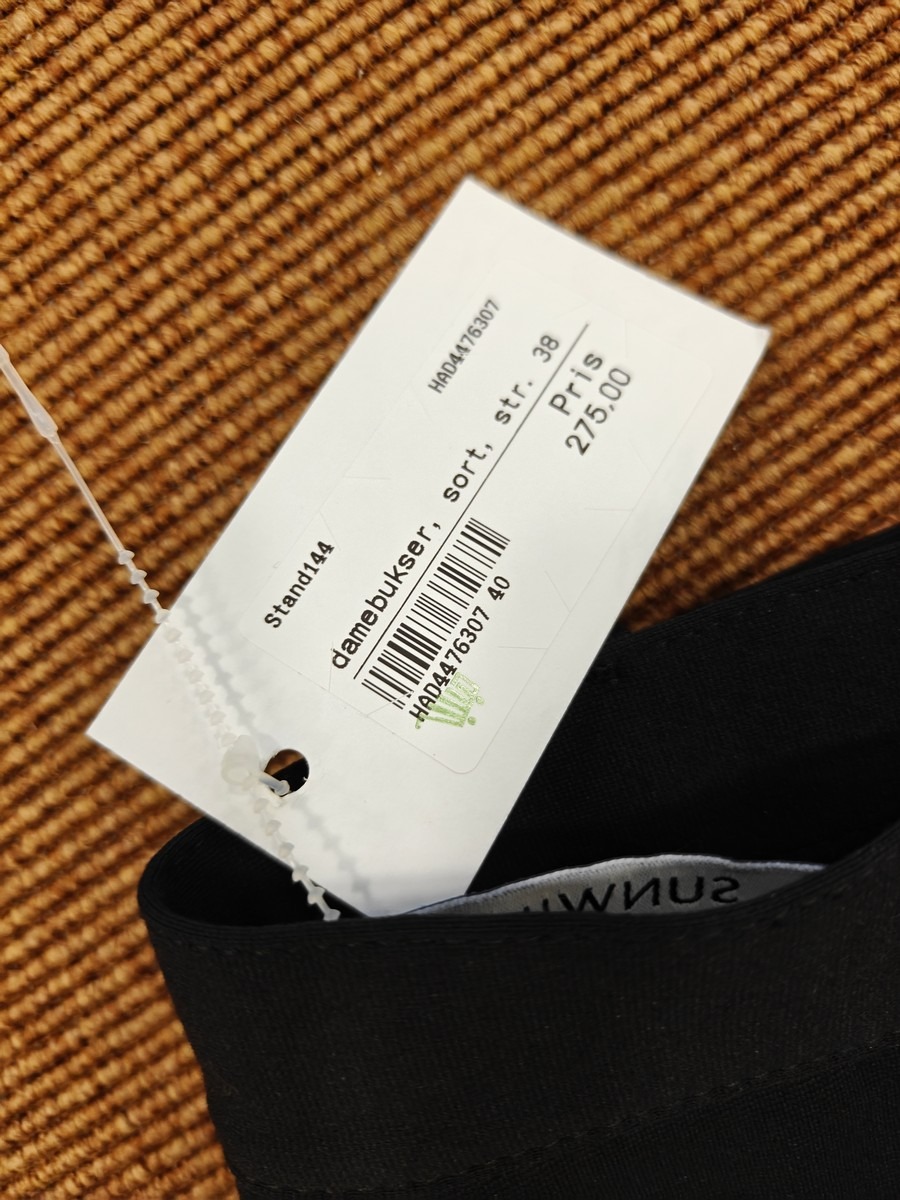 HAD4476307
Stand144
damebukser, sort, str. 38
Pris
275,00
HAD4476307 40